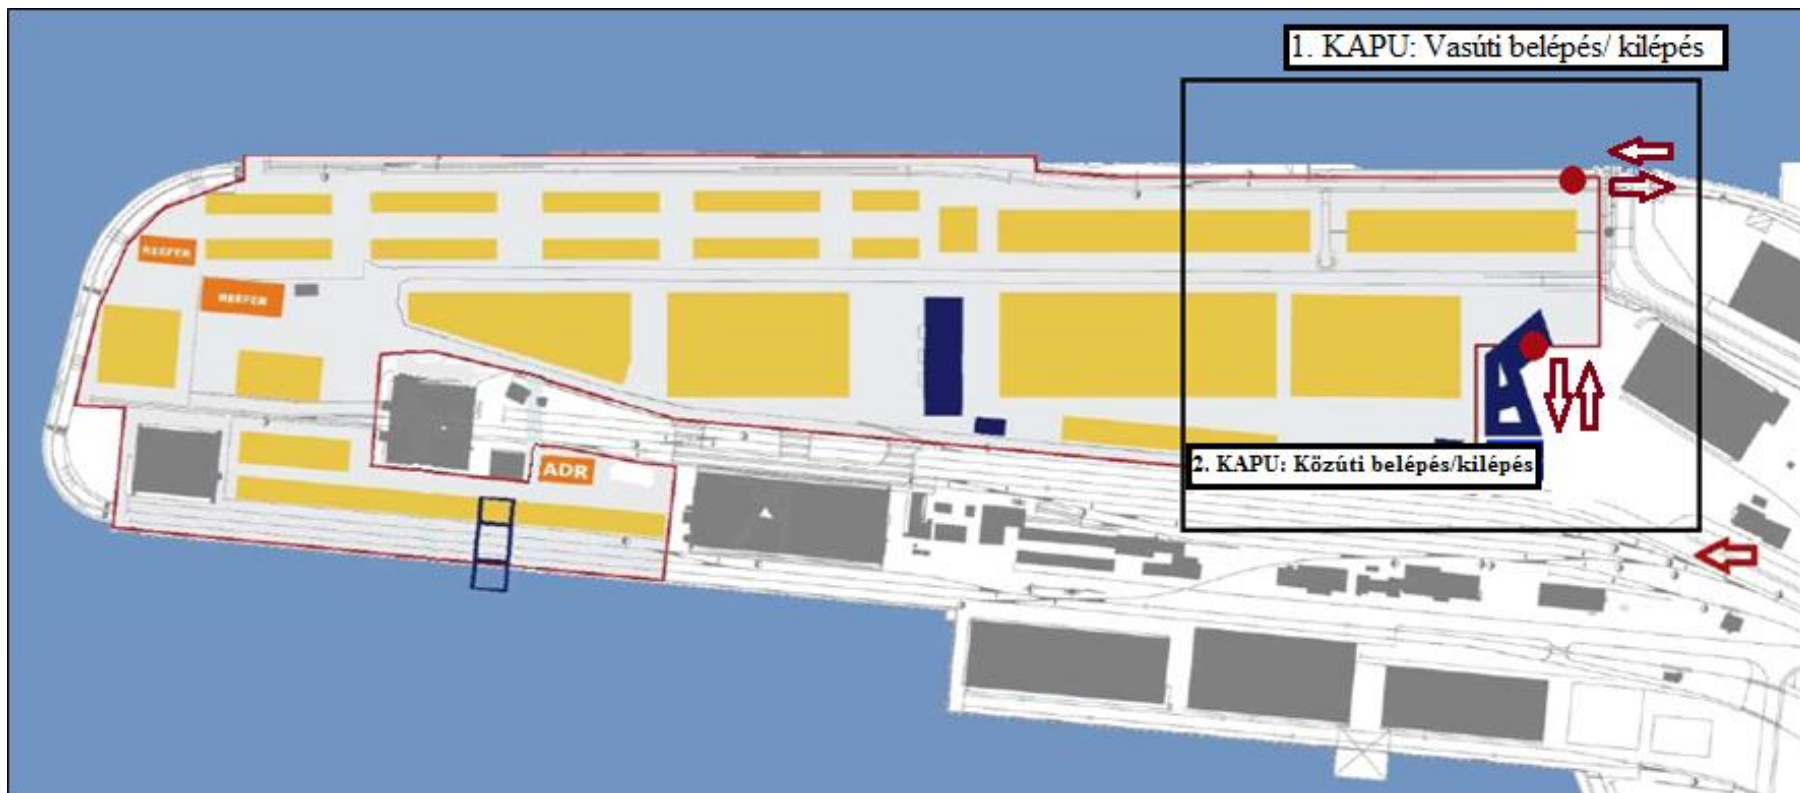 1. KAPU: Vasúti belépés/ kilépés
REEFER
REEFER
2. KAPU: Közúti belépés/kilépés
ADR